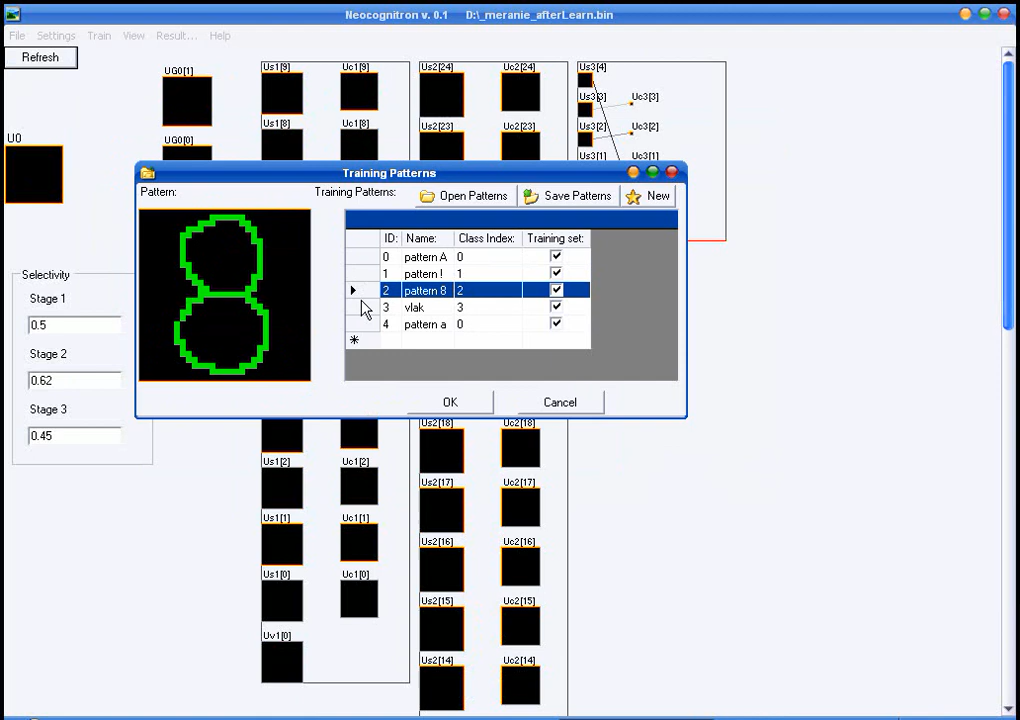 Neocognitron v. 0.1 D:\_meranie_afterLearn.bin
File Settings Train View Result... Help
Refresh
U0
UG0[1]
UG0[0]
Us1[9] Uc1[9]
Us1[8] Uc1[8]
Us2[24] Uc2[24]
Us2[23] Uc2[23]
Us3[4]
Us3[3] Uc3[3]
Us3[2] Uc3[2]
Us3[1] Uc3[1]
Training Patterns
Pattern:
Training Patterns:
Open Patterns Save Patterns New
ID: Name: Class Index: Training set:
0 pattern A 0
1 pattern ! 1
2 pattern 8 2
3 vlak 3
4 pattern a 0
OK Cancel
Selectivity
Stage 1
0.5
Stage 2
0.62
Stage 3
0.45
Us1[2] Uc1[2]
Us1[1] Uc1[1]
Us1[0] Uc1[0]
Uv1[0]
Us2[18] Uc2[18]
Us2[17] Uc2[17]
Us2[16] Uc2[16]
Us2[15] Uc2[15]
Us2[14] Uc2[14]